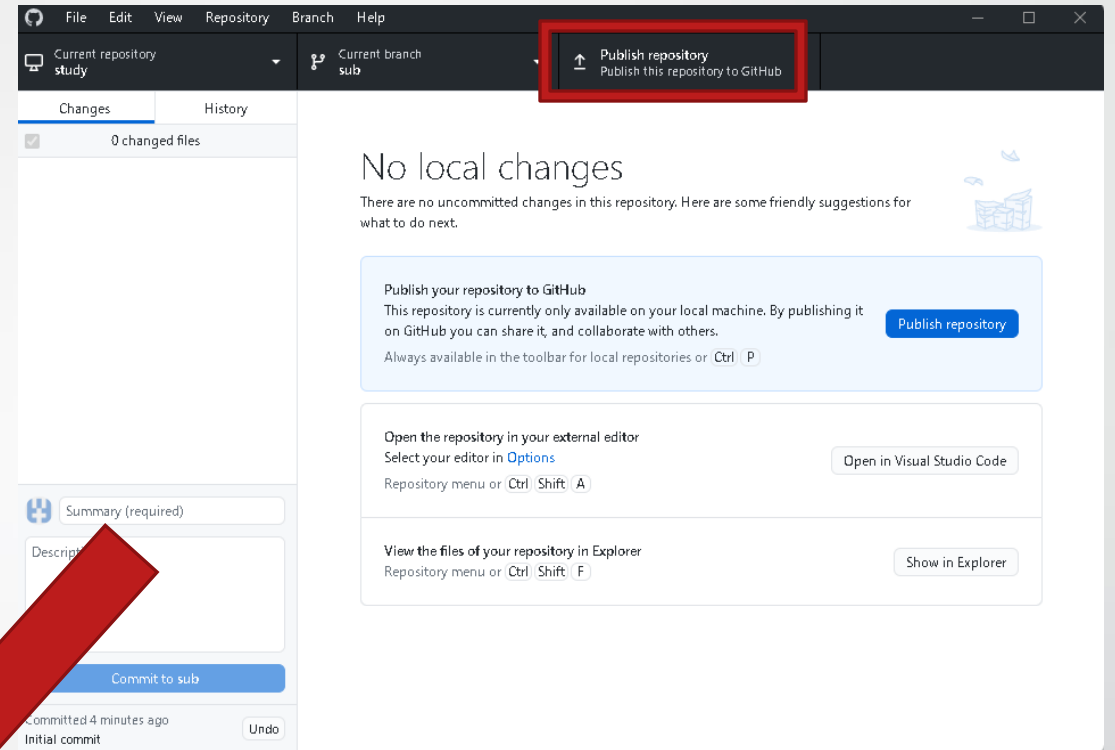 File Edit View Repository Branch Help
Current repository
study
Current branch
sub
Publish repository
Publish this repository to GitHub
Changes History
0 changed files
No local changes
There are no uncommitted changes in this repository. Here are some friendly suggestions for
what to do next.
Publish your repository to GitHub
This repository is currently only available on your local machine. By publishing it
on GitHub you can share it, and collaborate with others.
Always available in the toolbar for local repositories or Ctrl P
Publish repository
Open the repository in your external editor
Select your editor in Options
Repository menu or Ctrl Shift A
Open in Visual Studio Code
View the files of your repository in Explorer
Repository menu or Ctrl Shift F
Show in Explorer
Summary (required)
Commit to sub
Committed 4 minutes ago
Initial commit
Undo